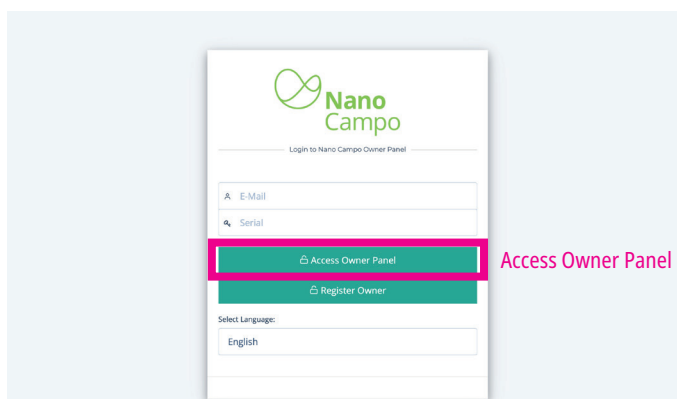 Nano
Campo
Login to Nano Campo Owner Panel
E-Mail
Serial
Access Owner Panel
Access Owner Panel
Register Owner
Select Language:
English